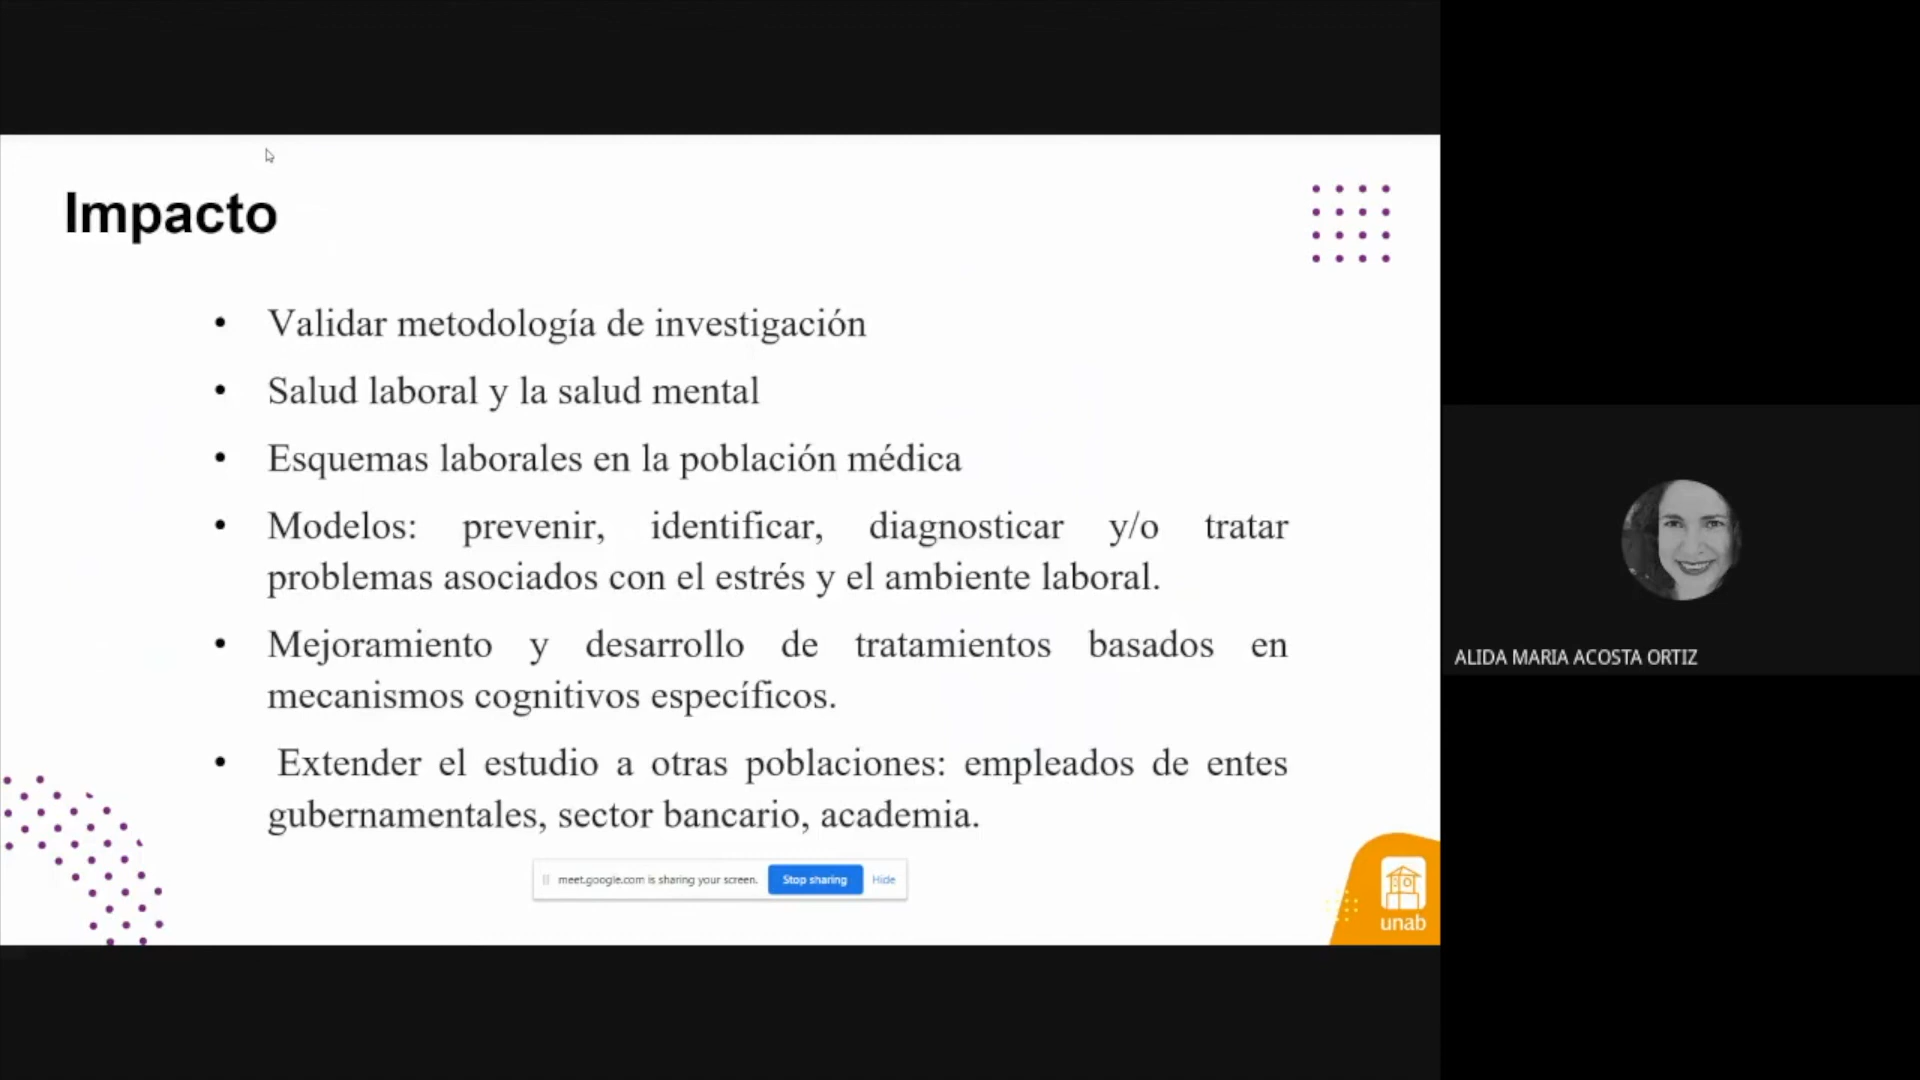 Impacto
• Validar metodología de investigación
• Salud laboral y la salud mental
• Esquemas laborales en la población médica
• Modelos: prevenir, identificar, diagnosticar y/o tratar
problemas asociados con el estrés y el ambiente laboral.
• Mejoramiento y desarrollo de tratamientos basados en
mecanismos cognitivos específicos.
• Extender el estudio a otras poblaciones: empleados de entes
gubernamentales, sector bancario, academia.
meet.google.com is sharing your screen. Stop sharing Hide
unab
ALIDA MARIA ACOSTA ORTIZ